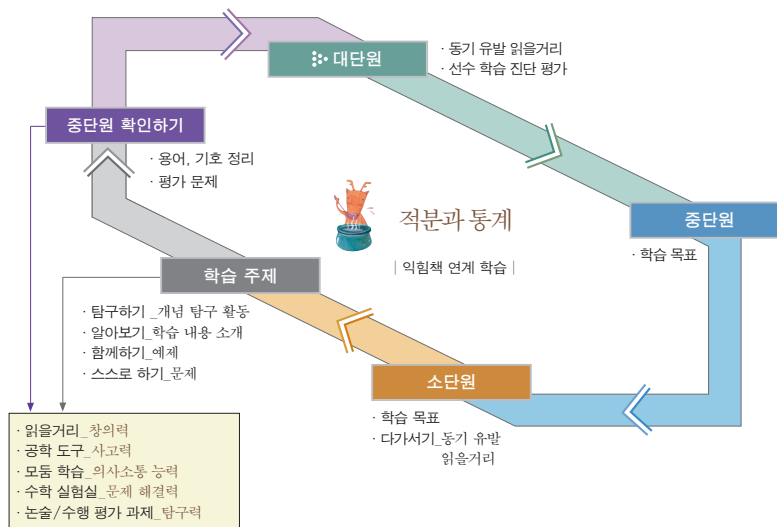 대단원
· 동기 유발 읽을거리
· 선수 학습 진단 평가
중단원 확인하기
· 용어, 기호 정리
· 평가 문제
적분과 통계
| 익힘책 연계 학습 |
중단원
· 학습 목표
학습 주제
· 탐구하기_개념 탐구 활동
· 알아보기_학습 내용 소개
· 함께하기_예제
· 스스로 하기_문제
소단원
· 학습 목표
· 다가서기_동기 유발
읽을거리
· 읽을거리_창의력
· 공학 도구_사고력
· 모둠 학습_의사소통 능력
· 수학 실험실_문제 해결력
· 논술/수행 평가 과제_탐구력